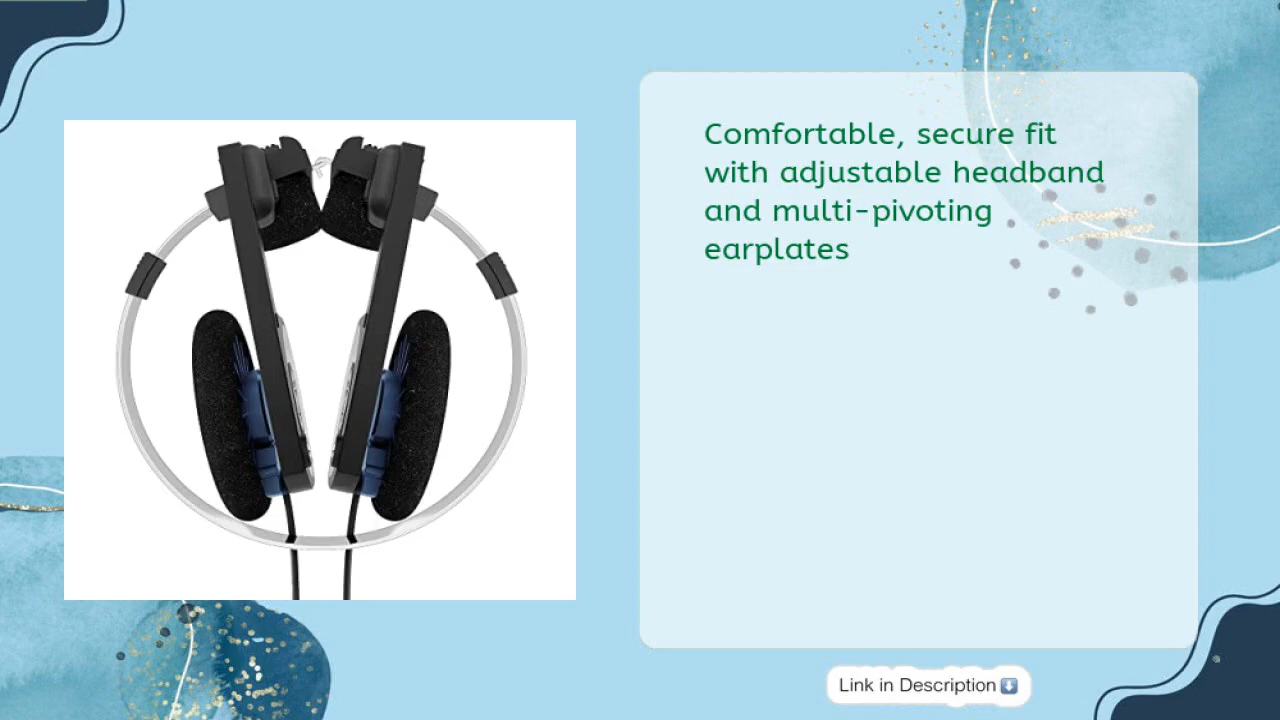 Comfortable, secure fit
with adjustable headband
and multi-pivoting
earplates
Link in Description⬇️